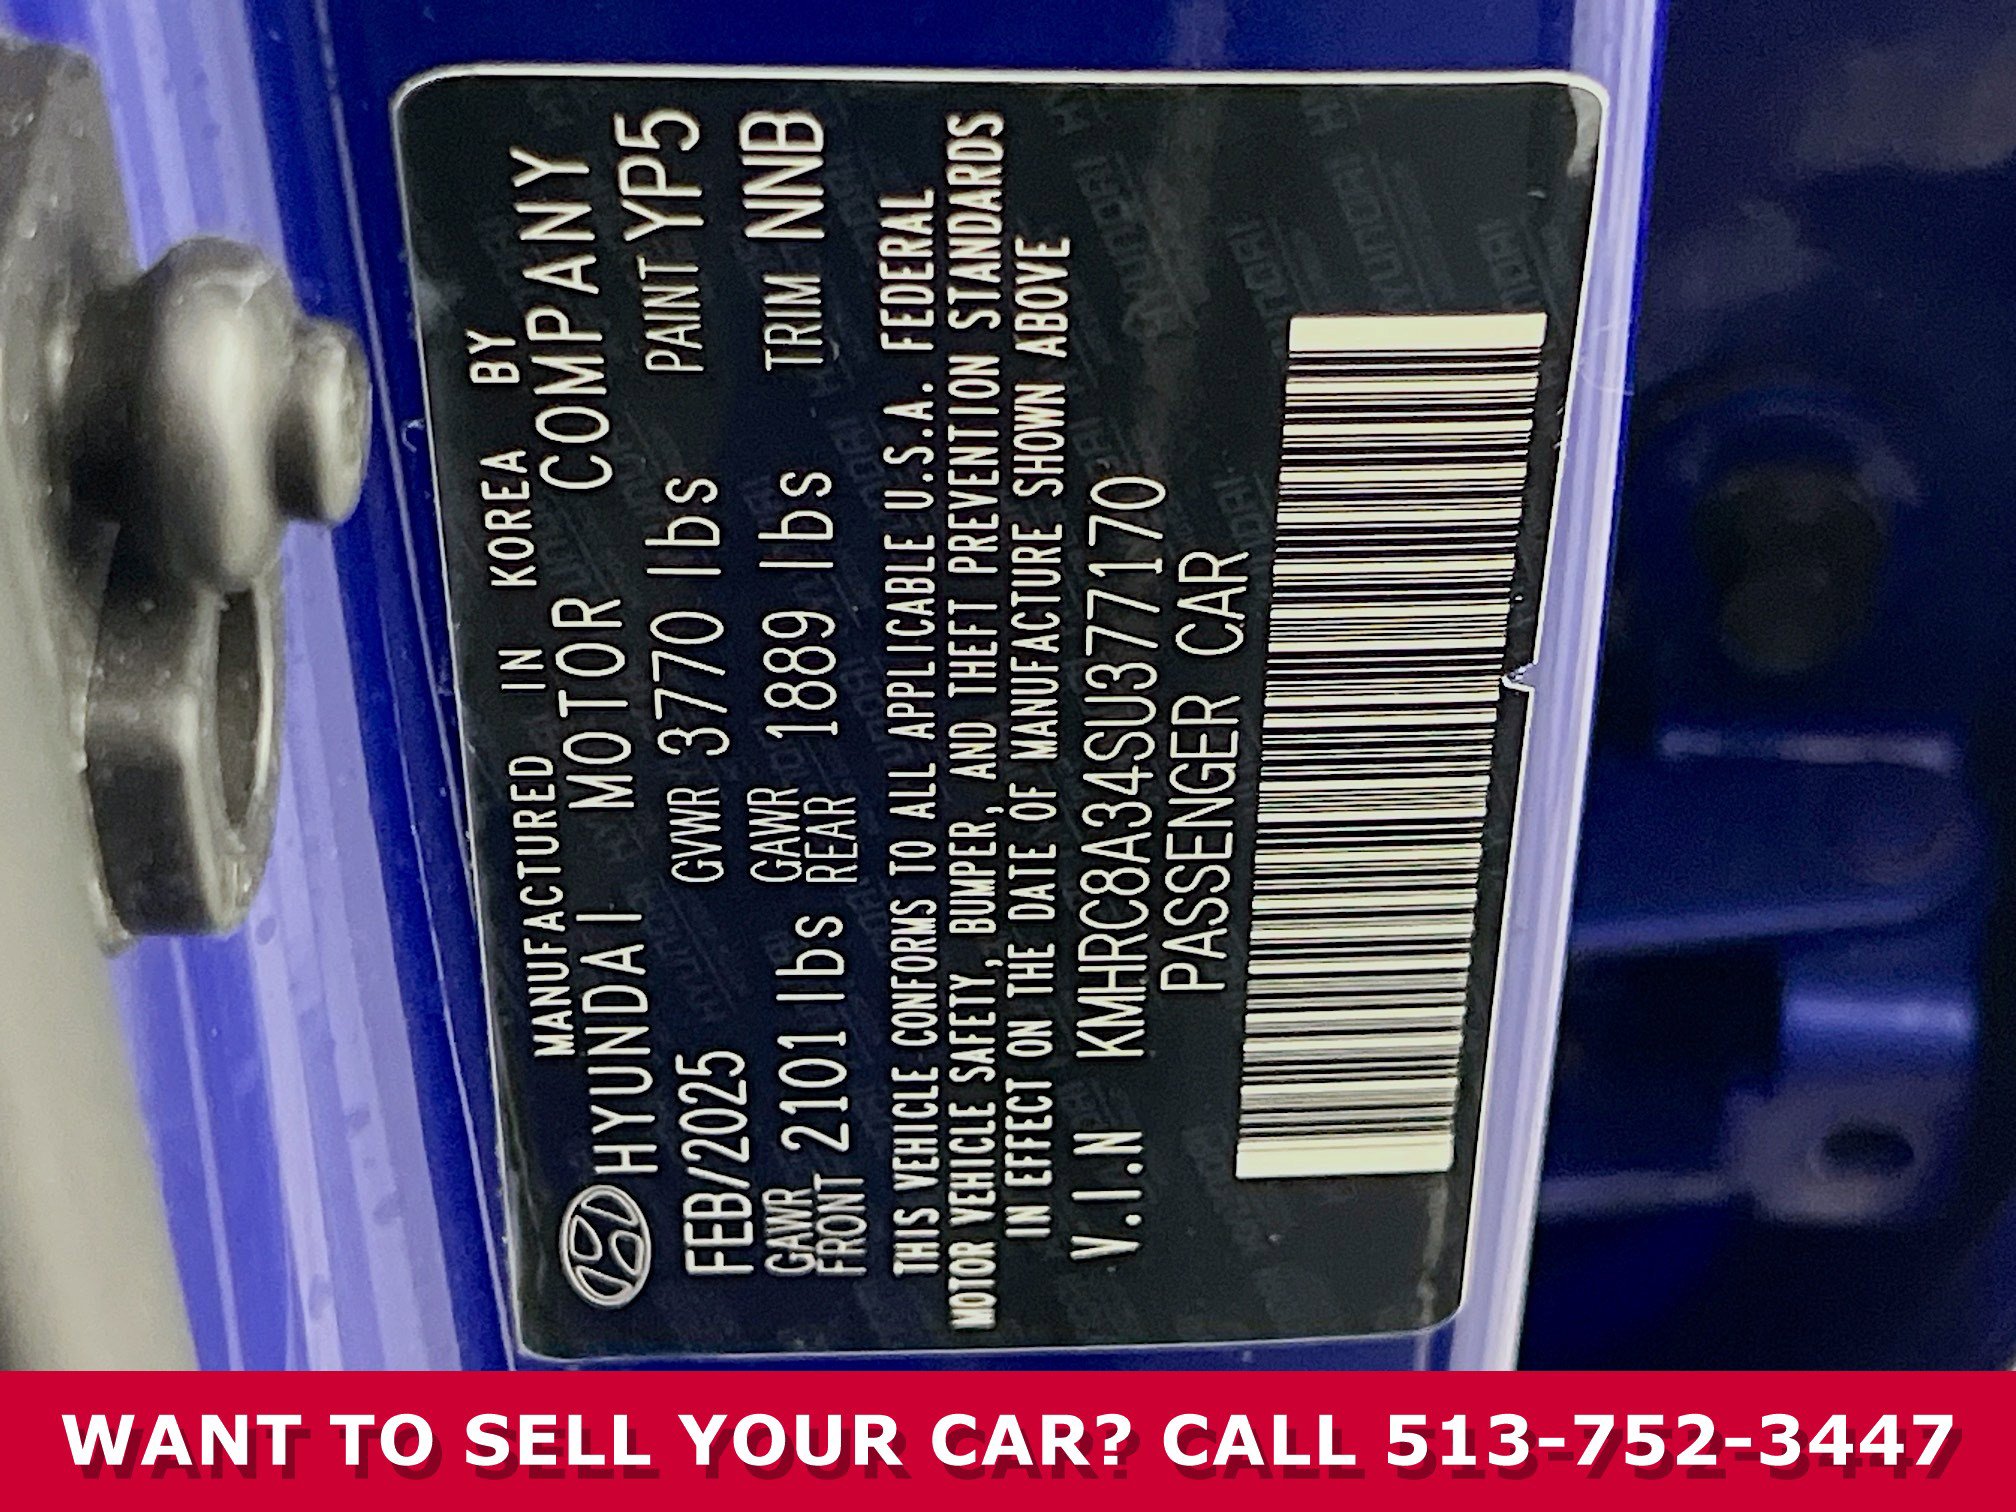 MANUFACTURED IN KOREA BY
HYUNDAI MOTOR COMPANY
FEB/2025 GVWR 3770 lbs PAINT YP5
GAWR FRONT 2101 lbs GAWR REAR 1889 lbs TRIM NNB
THIS VEHICLE CONFORMS TO ALL APPLICABLE U.S.A. FEDERAL
MOTOR VEHICLE SAFETY, BUMPER, AND THEFT PREVENTION STANDARDS
IN EFFECT ON THE DATE OF MANUFACTURE SHOWN ABOVE
V.I.N KMHRC8A34SU377170
PASSENGER CAR
WANT TO SELL YOUR CAR? CALL 513-752-3447